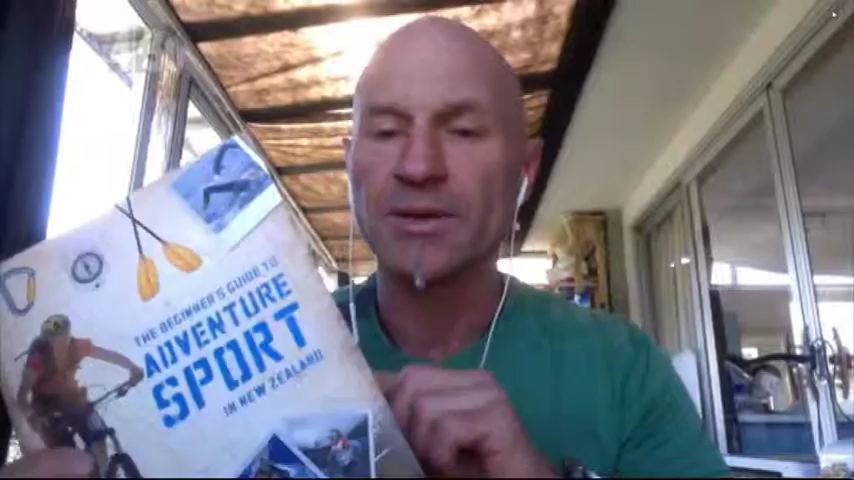 THE BEGINNER'S GUIDE TO
ADVENTURE
SPORT
IN NEW ZEALAND